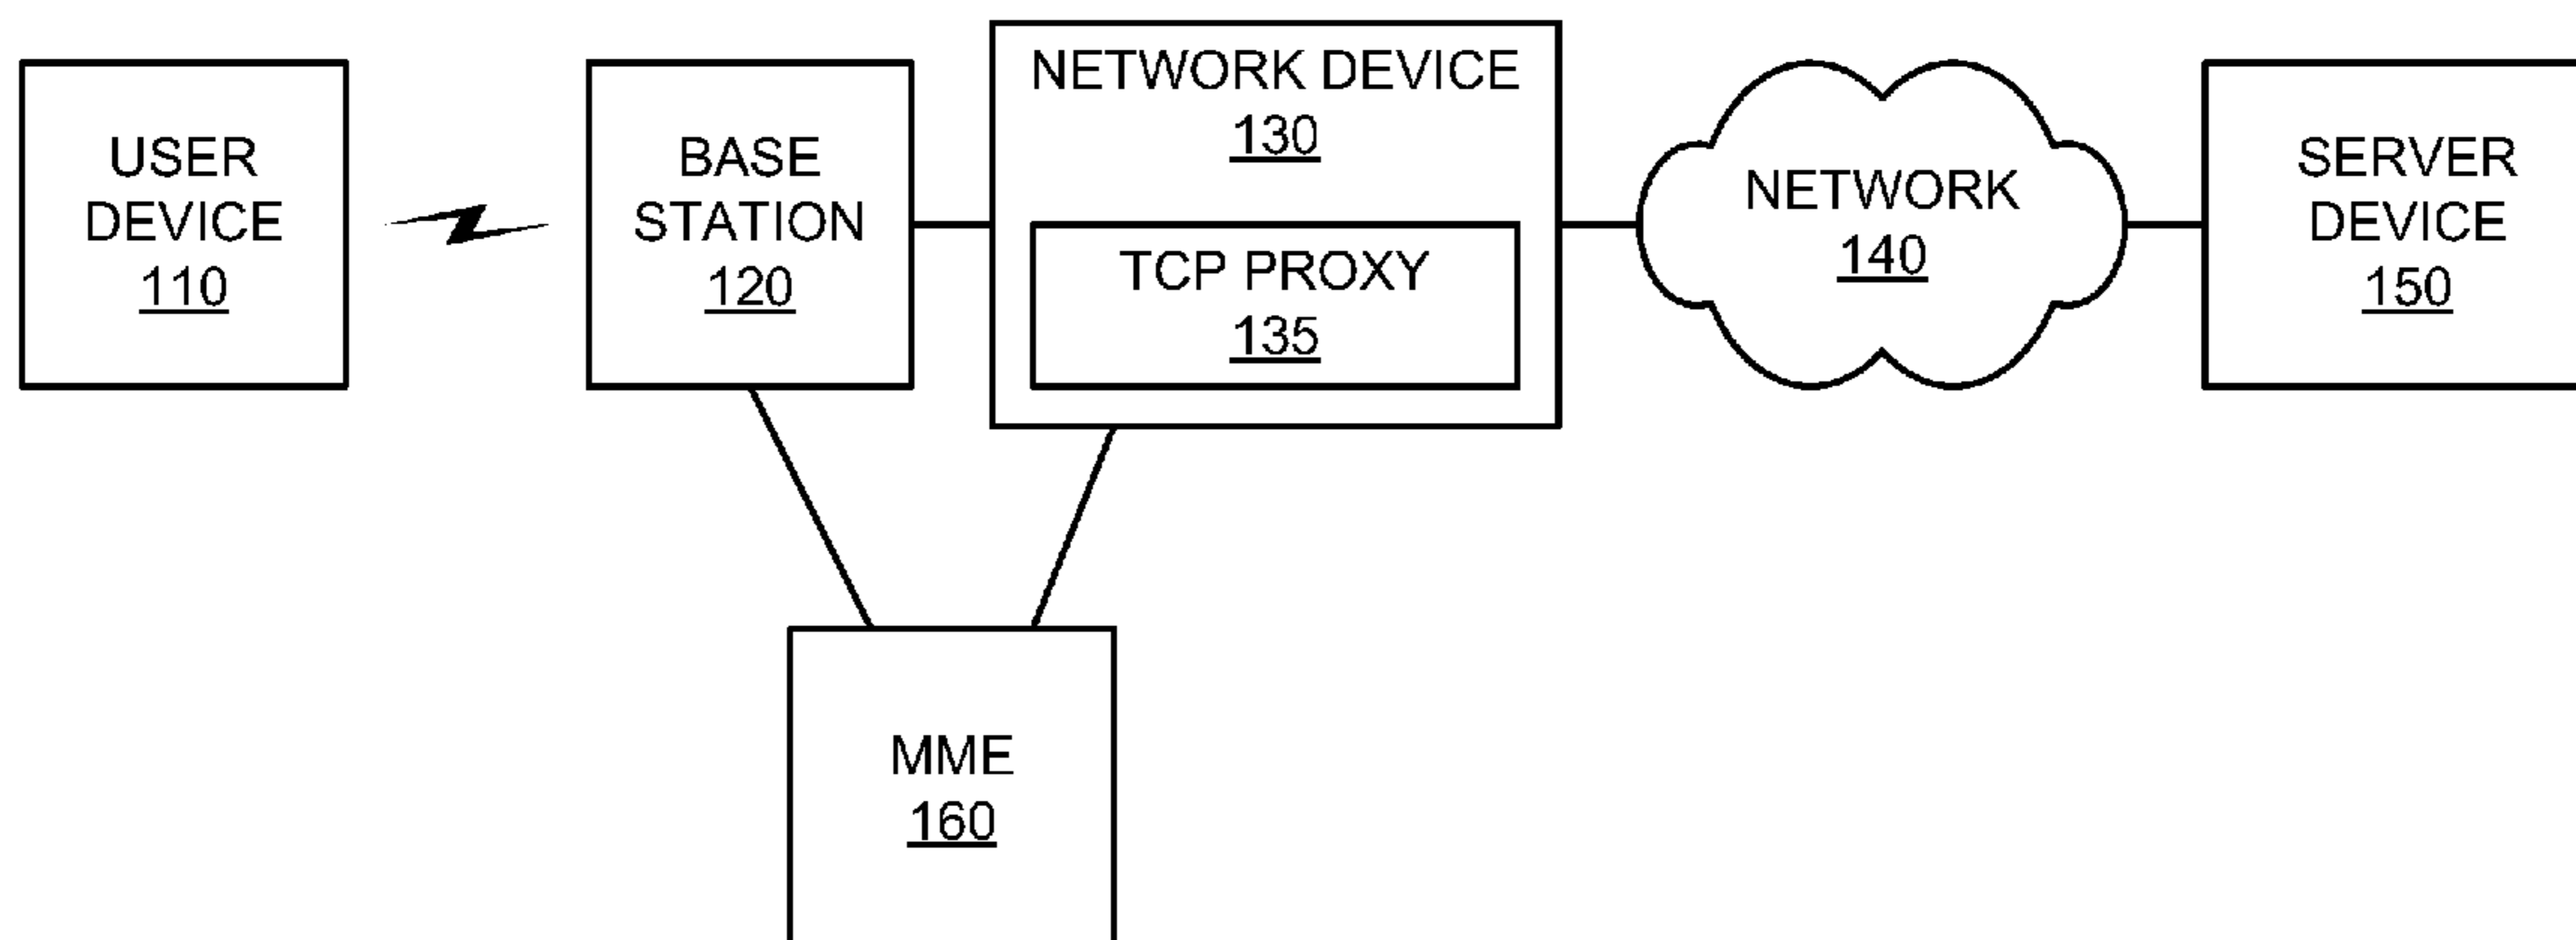 USER
DEVICE
110
BASE
STATION
120
NETWORK DEVICE
130
TCP PROXY
135
NETWORK
140
SERVER
DEVICE
150
MME
160